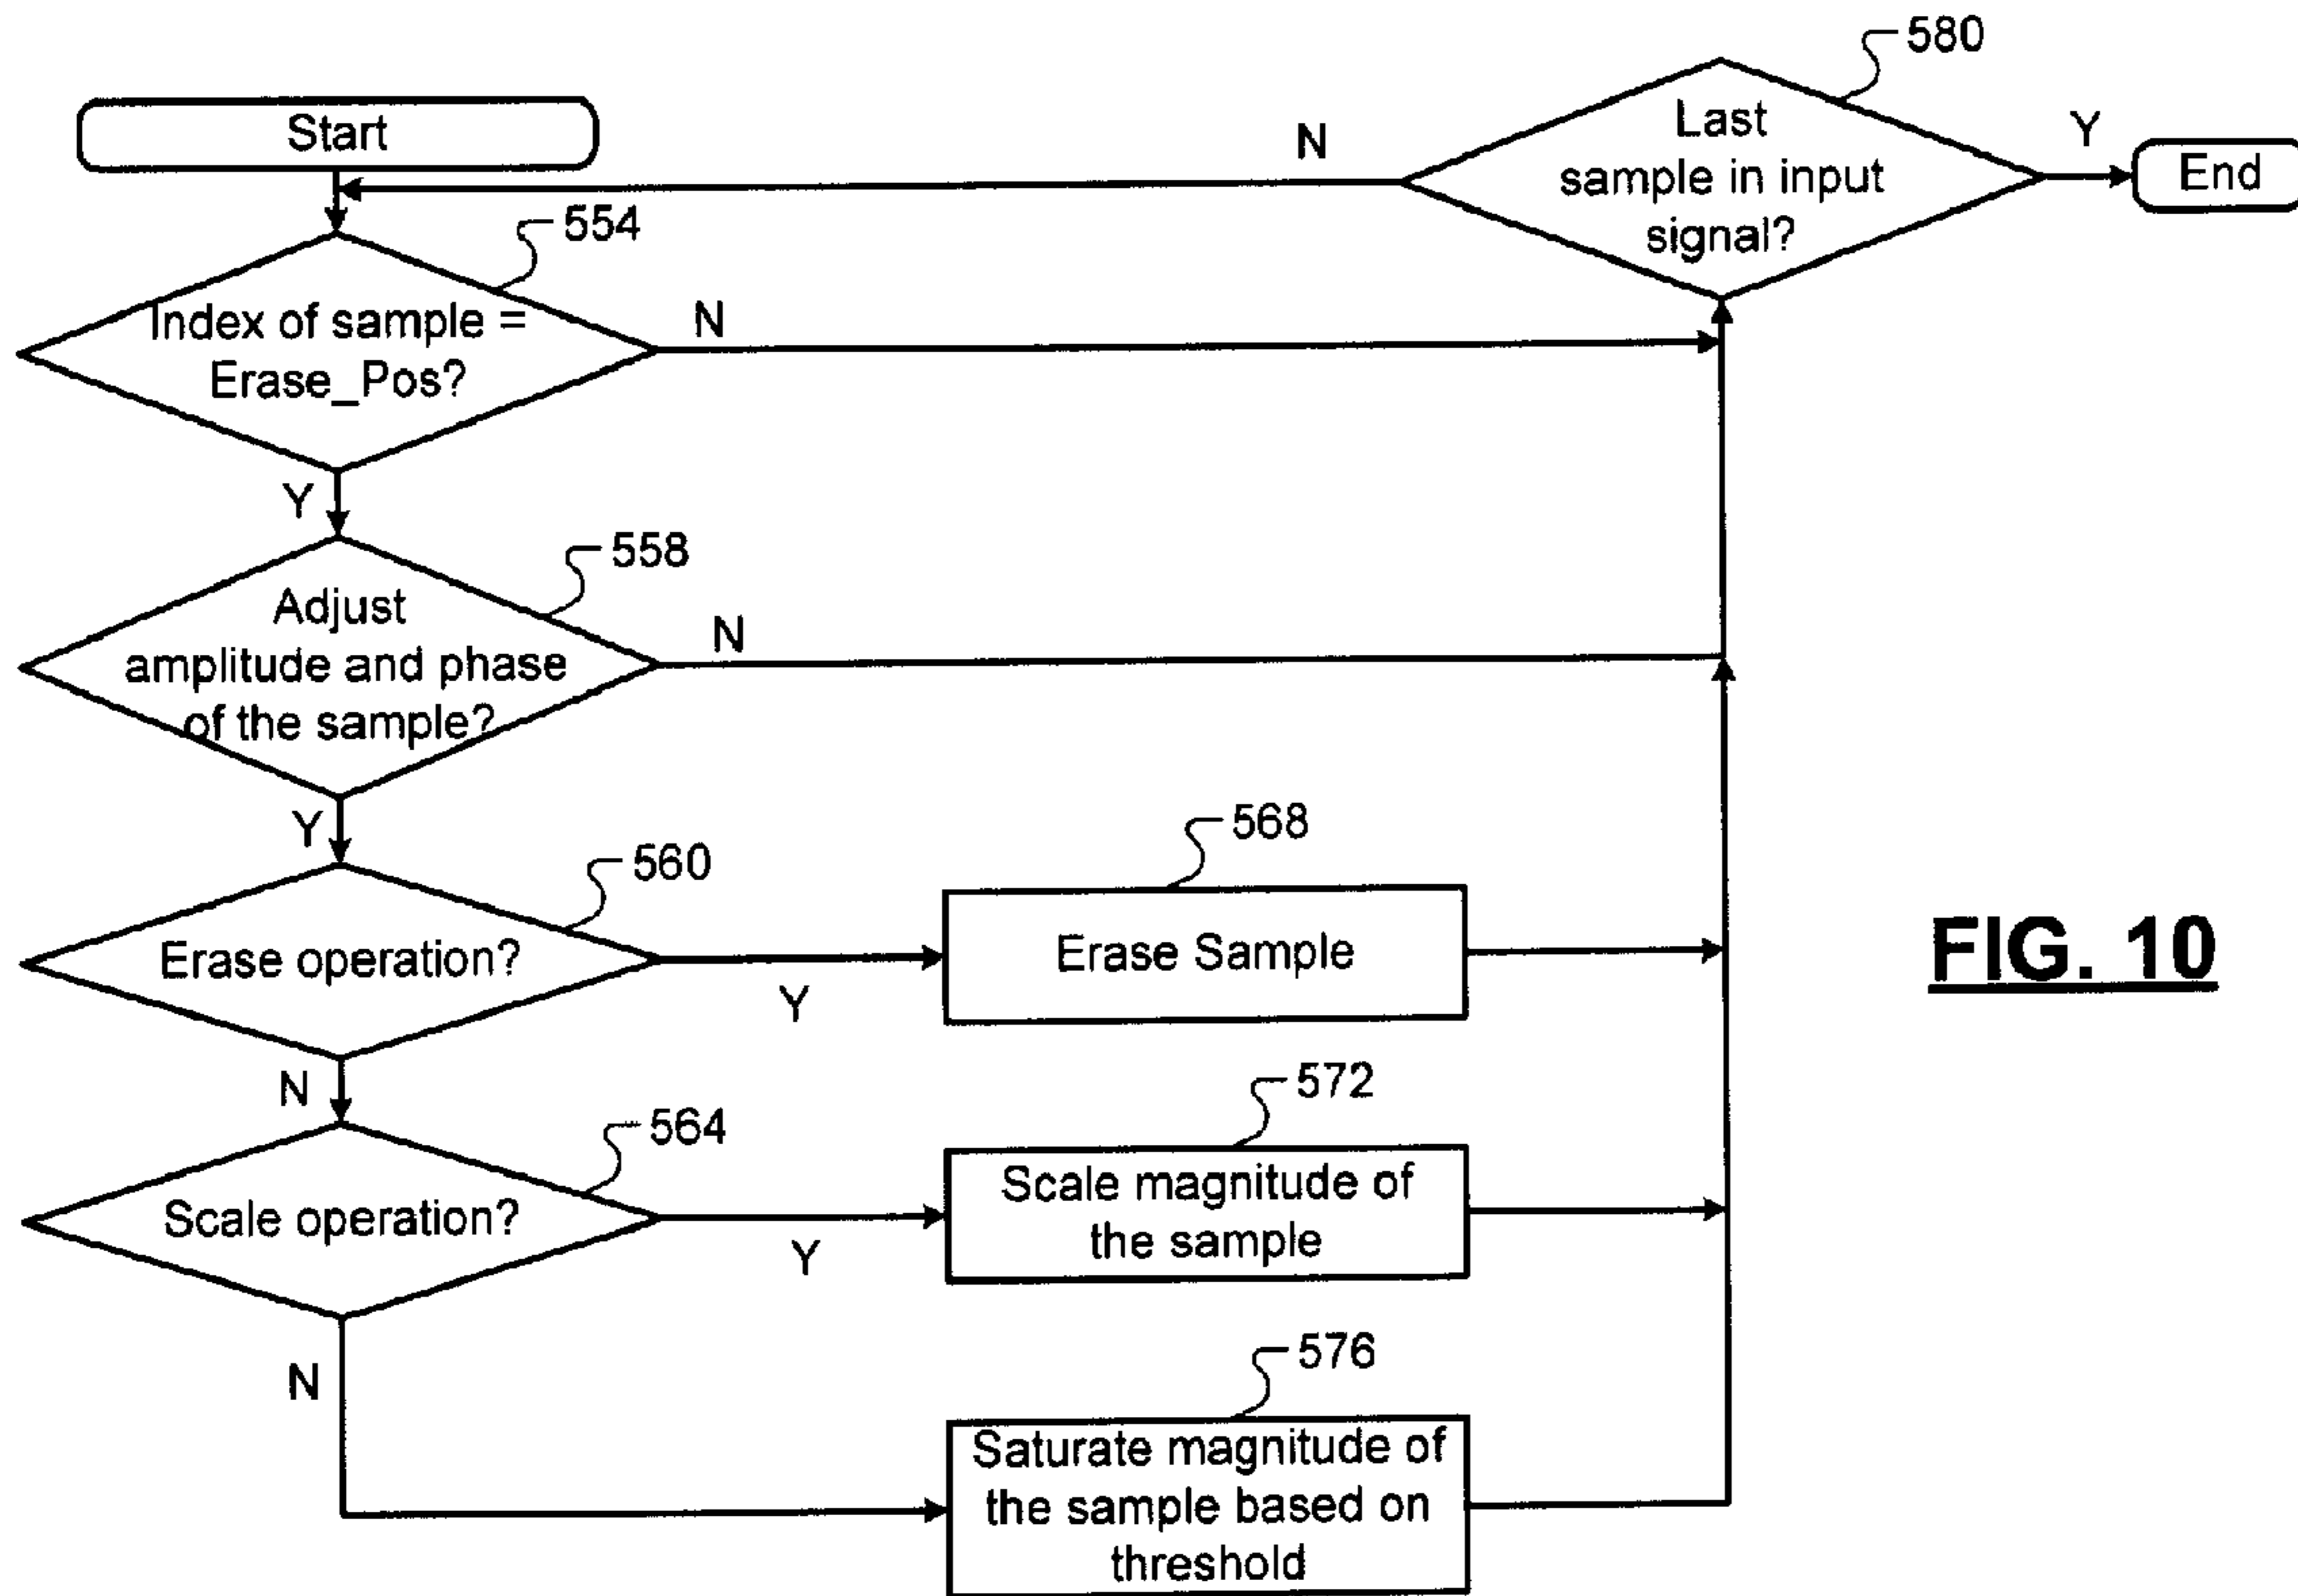 Start
580
Last
sample in input
signal?
N
Y
End
554
Index of sample =
Erase_Pos?
N
Y
558
Adjust
amplitude and phase
of the sample?
N
Y
560
Erase operation?
Y
568
Erase Sample
N
564
Scale operation?
Y
572
Scale magnitude of
the sample
N
576
Saturate magnitude of
the sample based on
threshold
FIG. 10